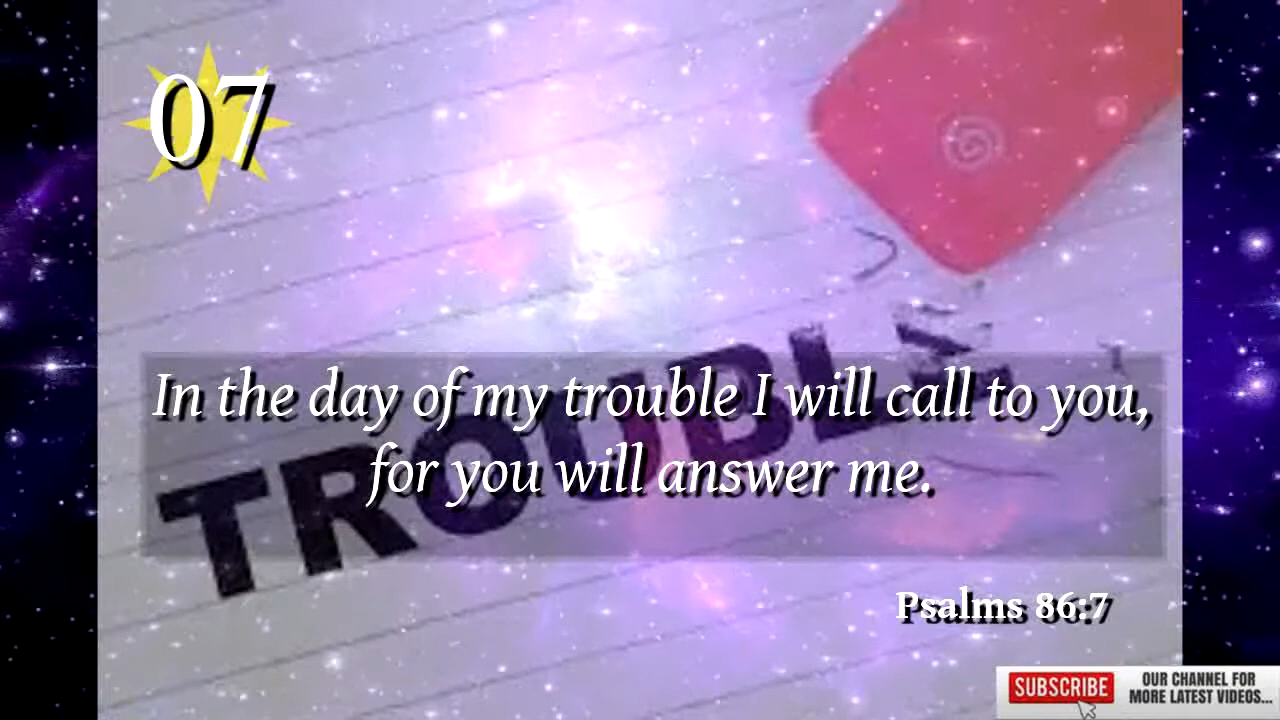 07
TROUBLE
In the day of my trouble I will call to you,
for you will answer me.
Psalms 86:7
SUBSCRIBE
OUR CHANNEL FOR
MORE LATEST VIDEOS...